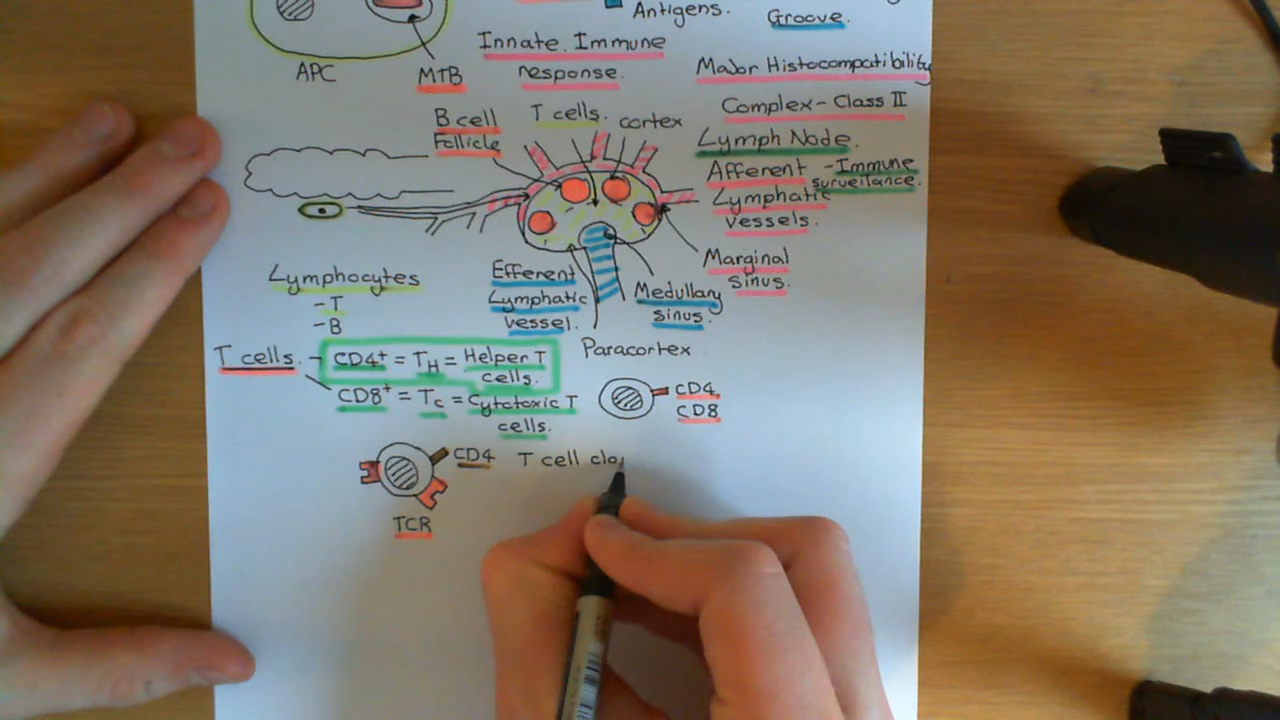 Antigens.
Groove.
Innate Immune
response.
APC
MTB
Major Histocompatibility
Complex - Class II
B cell
Follicle
T cells.
cortex
Lymph Node.
Afferent
Lymphatic
vessels.
- Immune
surveilance.
Marginal
sinus.
Medullary
sinus.
Efferent
Lymphatic
vessel.
Lymphocytes
- T
- B
Paracortex
T cells.
CD4+ = TH = Helper T
cells.
CD8+ = Tc = Cytotoxic T
cells.
CD4
CD8
CD4
TCR
T cell clo